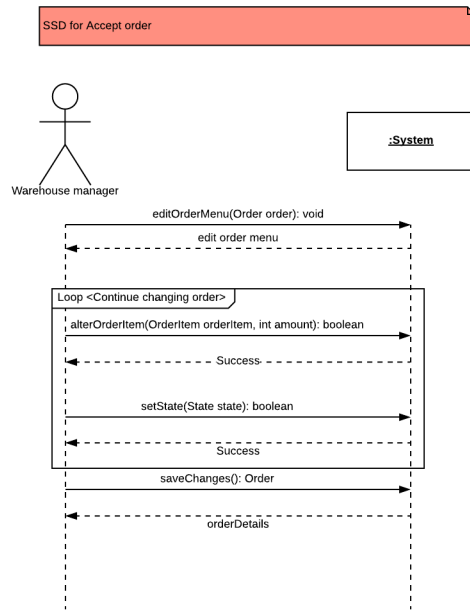 SSD for Accept order
:System
Warehouse manager
editOrderMenu(Order order): void
edit order menu
Loop <Continue changing order>
alterOrderItem(OrderItem orderItem, int amount): boolean
Success
setState(State state): boolean
Success
saveChanges(): Order
orderDetails